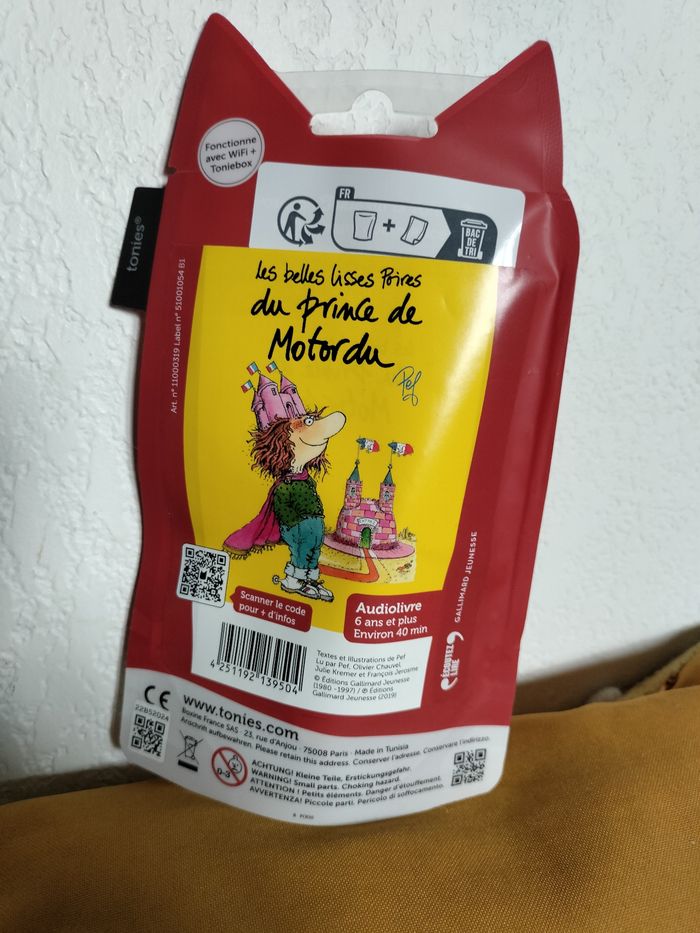 Fonctionne
avec WiFi +
Toniebox
tonies®
FR
+
BAC
DE
TRI
Art. n° 11000319 Label n° 51001054 B1
Les belles lisses Poires
du prince de
Motordu
Pef
Scanner le code
pour + d'infos
Audiolivre
6 ans et plus
Environ 40 min
ÉCOUTEZ
LIRE
GALLIMARD JEUNESSE
4 251192 139504
Textes et illustrations de Pef
Lu par Pef, Olivier Chauvel,
Julie Kremer et François Jerosme
© Éditions Gallimard Jeunesse
(1980 -1997) / ℗ Éditions
Gallimard Jeunesse (2019)
CE
22852024
www.tonies.com
Boxine France SAS · 23, rue d'Anjou · 75008 Paris · Made in Tunisia
Anschrift aufbewahren. Please retain this address. Conserver l'adresse. Conservare l'indirizzo.
0-3
ACHTUNG! Kleine Teile, Erstickungsgefahr.
WARNING! Small parts. Choking hazard.
ATTENTION ! Petits éléments. Danger d'étouffement.
AVVERTENZA! Piccole parti. Pericolo di soffocamento.